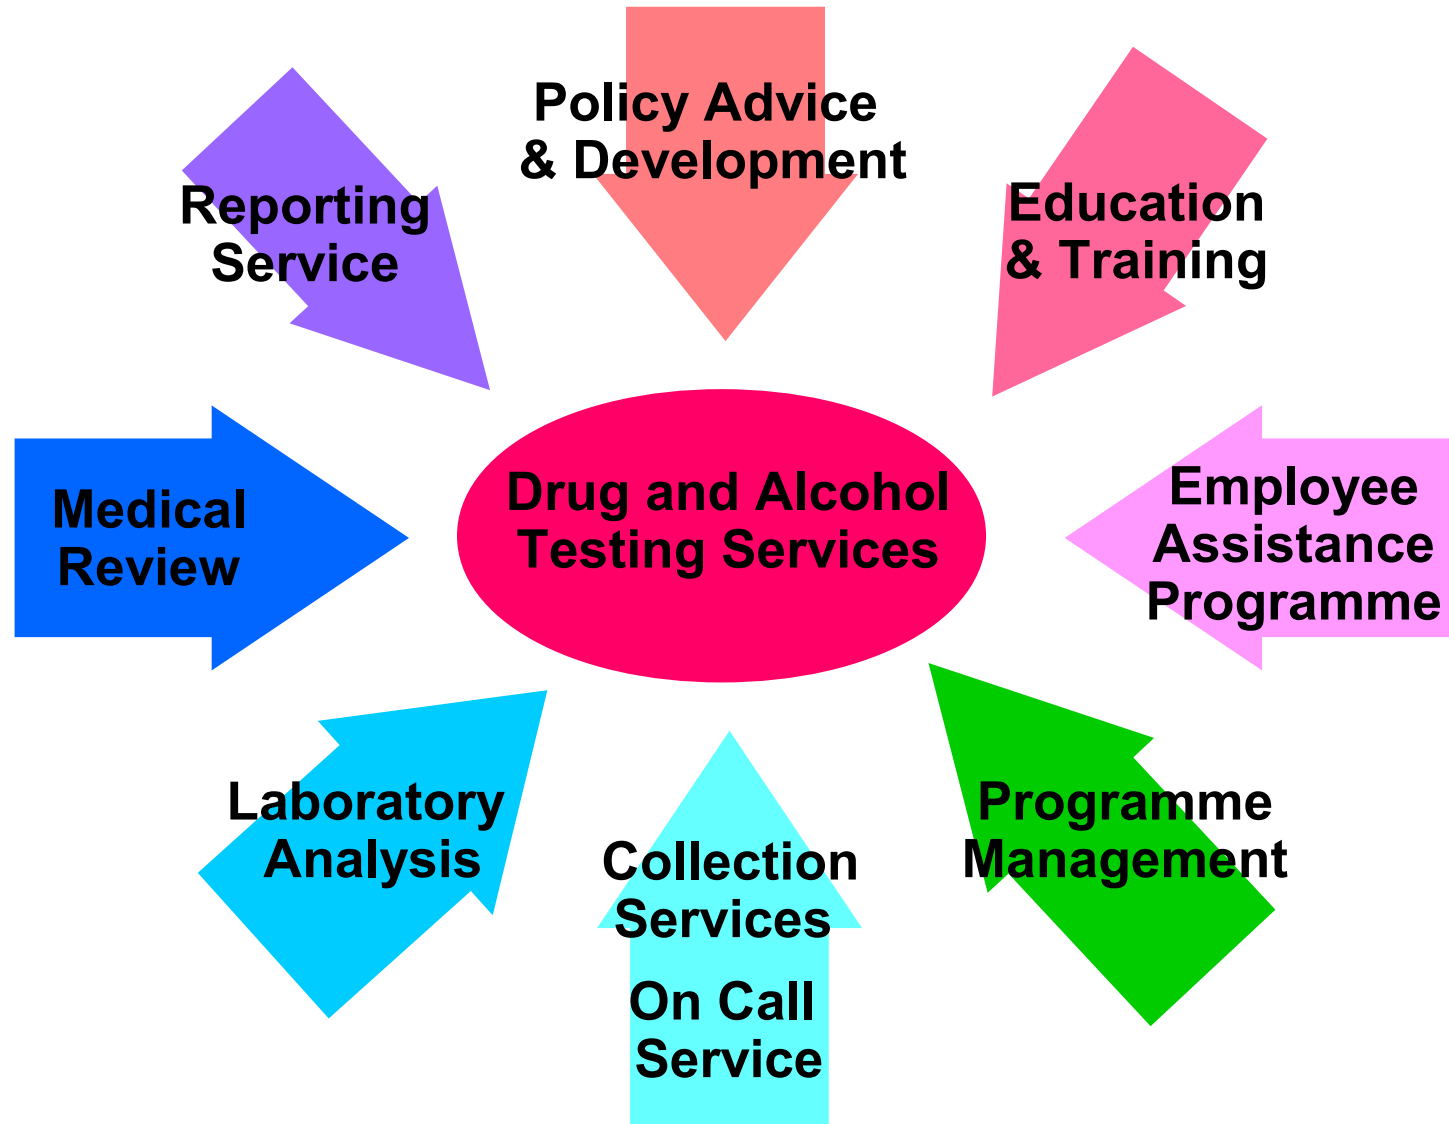 Policy Advice
& Development
Reporting
Service
Education
& Training
Drug and Alcohol
Testing Services
Medical
Review
Employee
Assistance
Programme
Laboratory
Analysis
Collection
Services
On Call
Service
Programme
Management